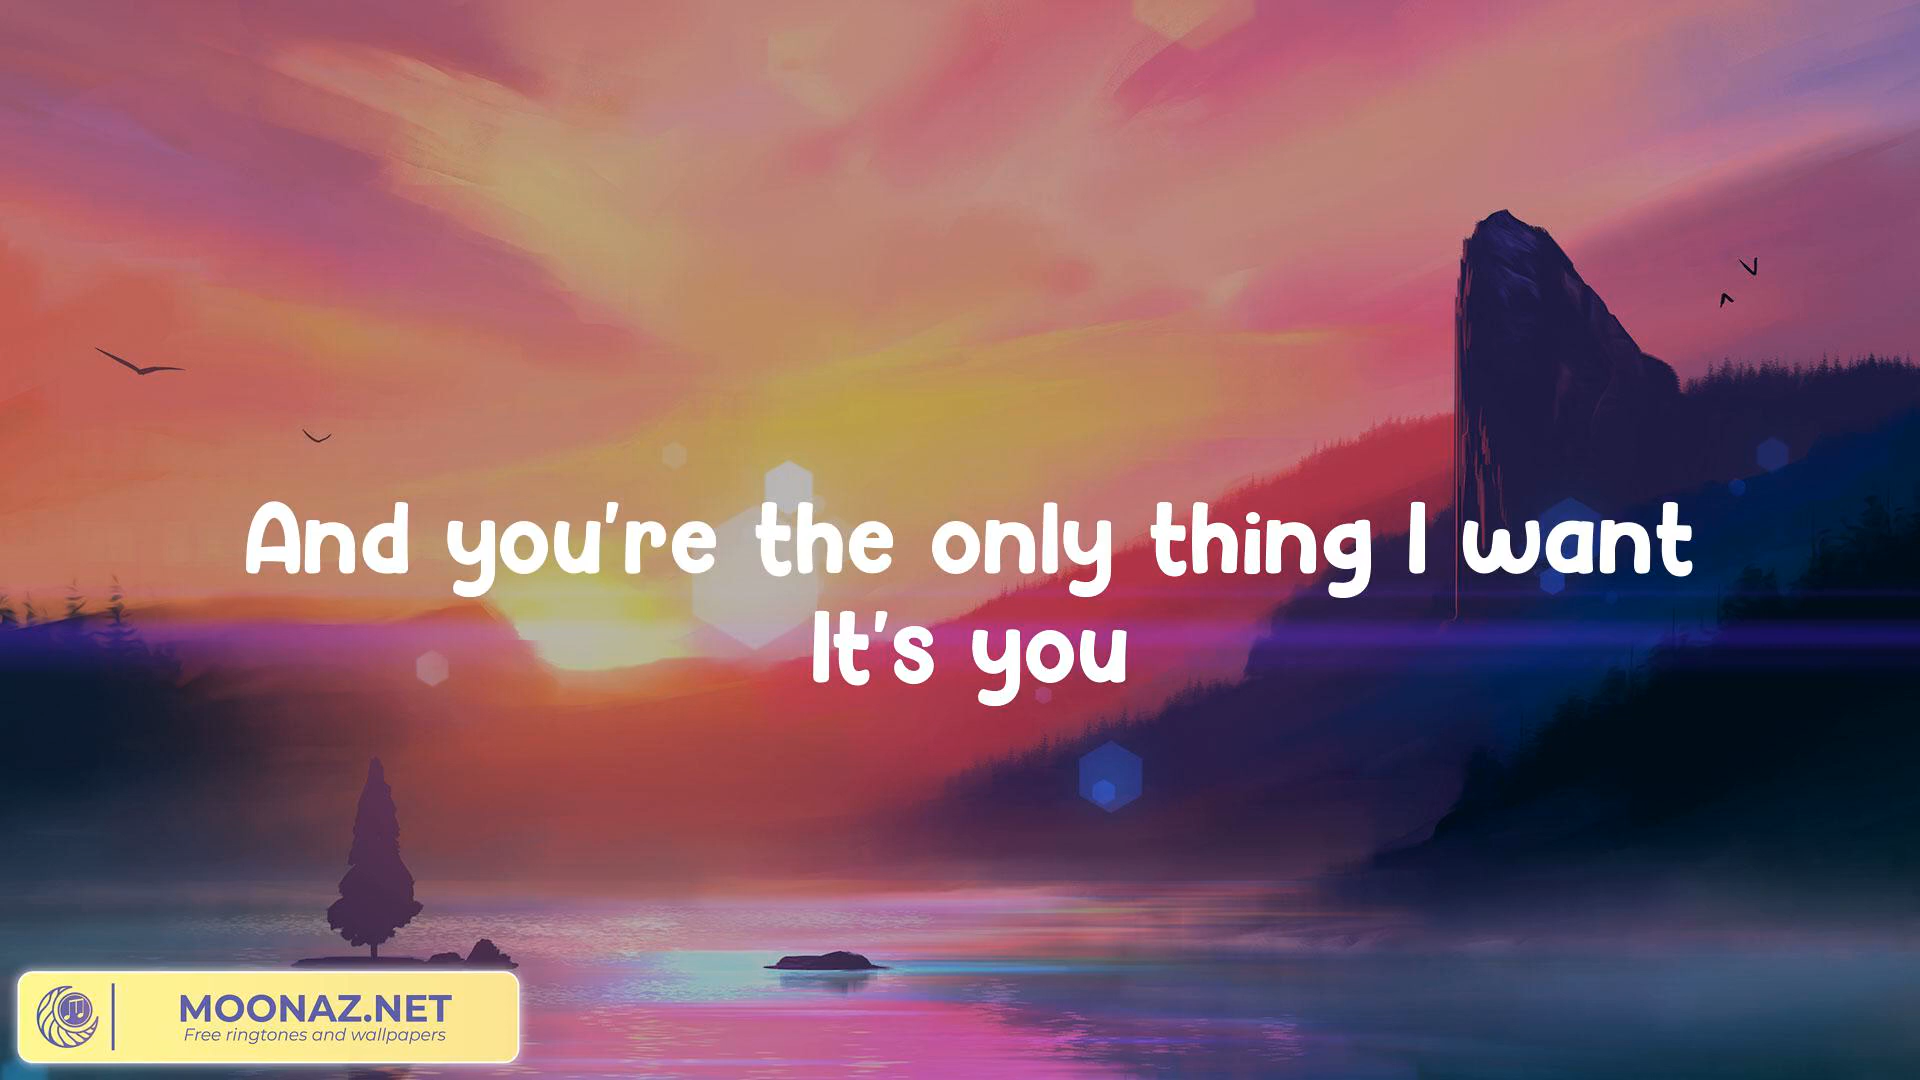 And you're the only thing I want
It's you
MOONAZ.NET
Free ringtones and wallpapers